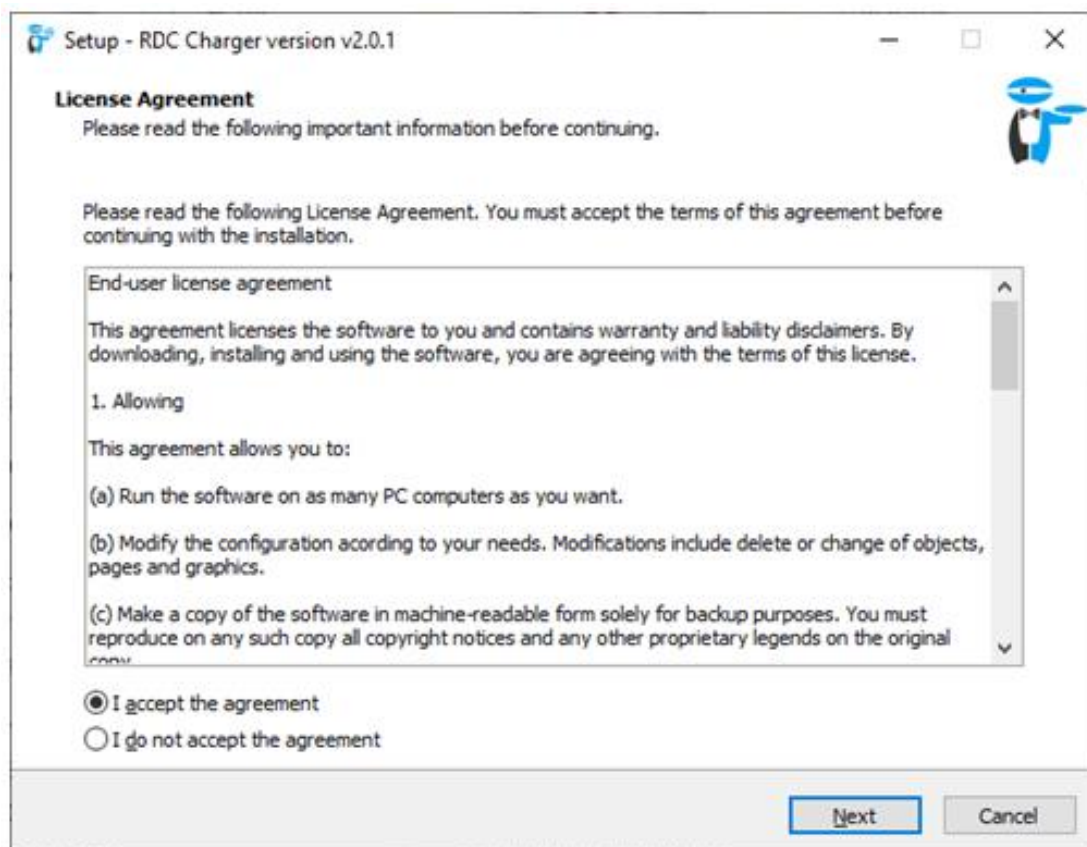 Setup - RDC Charger version v2.0.1
License Agreement
Please read the following important information before continuing.
Please read the following License Agreement. You must accept the terms of this agreement before
continuing with the installation.
End-user license agreement
This agreement licenses the software to you and contains warranty and liability disclaimers. By
downloading, installing and using the software, you are agreeing with the terms of this license.
1. Allowing
This agreement allows you to:
(a) Run the software on as many PC computers as you want.
(b) Modify the configuration acording to your needs. Modifications include delete or change of objects,
pages and graphics.
(c) Make a copy of the software in machine-readable form solely for backup purposes. You must
reproduce on any such copy all copyright notices and any other proprietary legends on the original
copy.
I accept the agreement
I do not accept the agreement
Next
Cancel